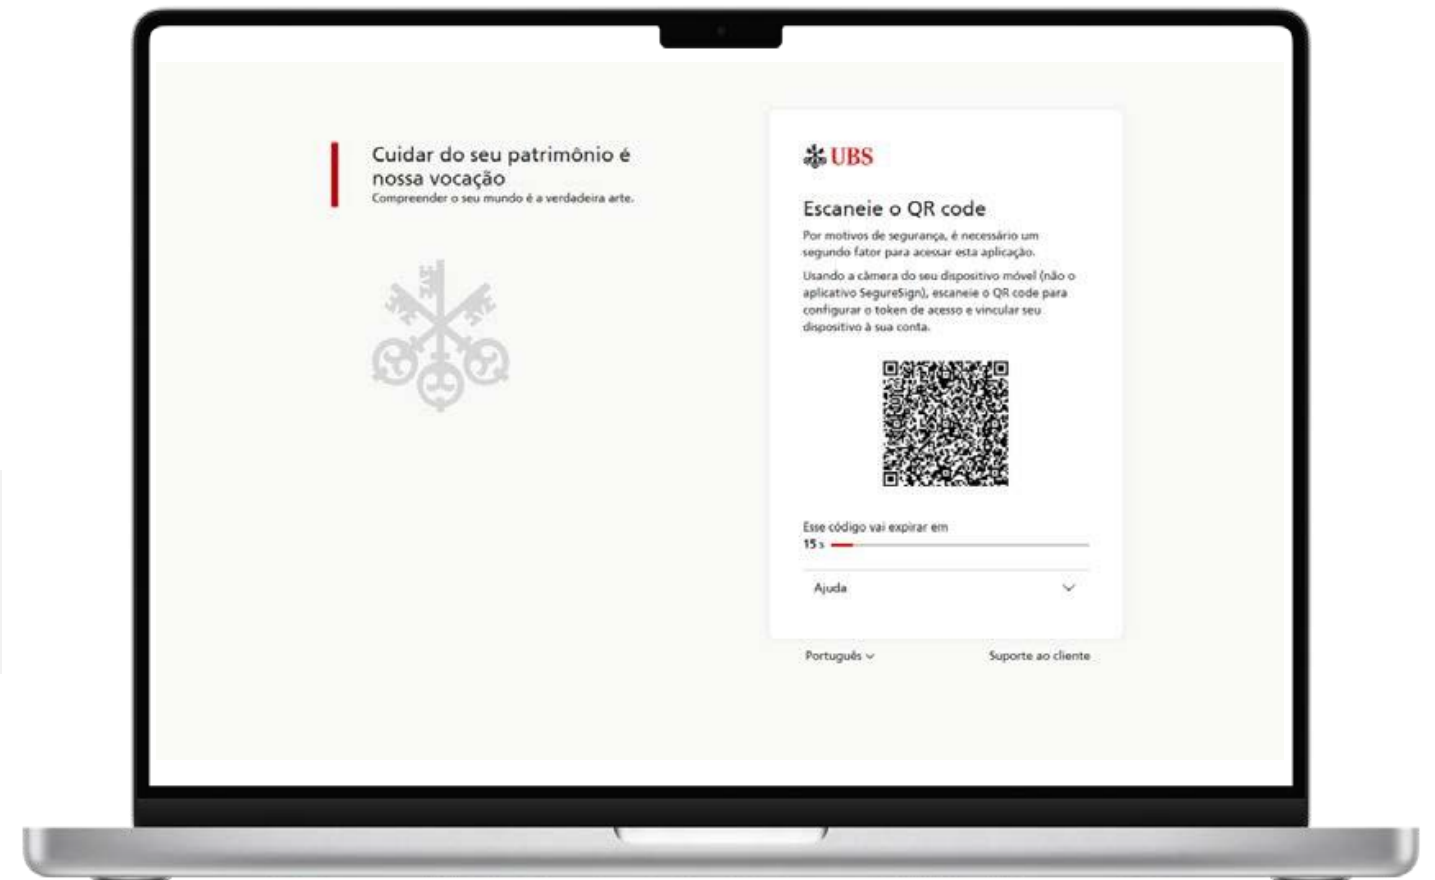 Cuidar do seu patrimônio é
nossa vocação
Compreender o seu mundo é a verdadeira arte.
UBS
Escaneie o QR code
Por motivos de segurança, é necessário um
segundo fator para acessar esta aplicação.
Usando a câmera do seu dispositivo móvel (não o
aplicativo SegureSign), escaneie o QR code para
configurar o token de acesso e vincular seu
dispositivo à sua conta.
Esse código vai expirar em
15 s
Ajuda
Português
Suporte ao cliente